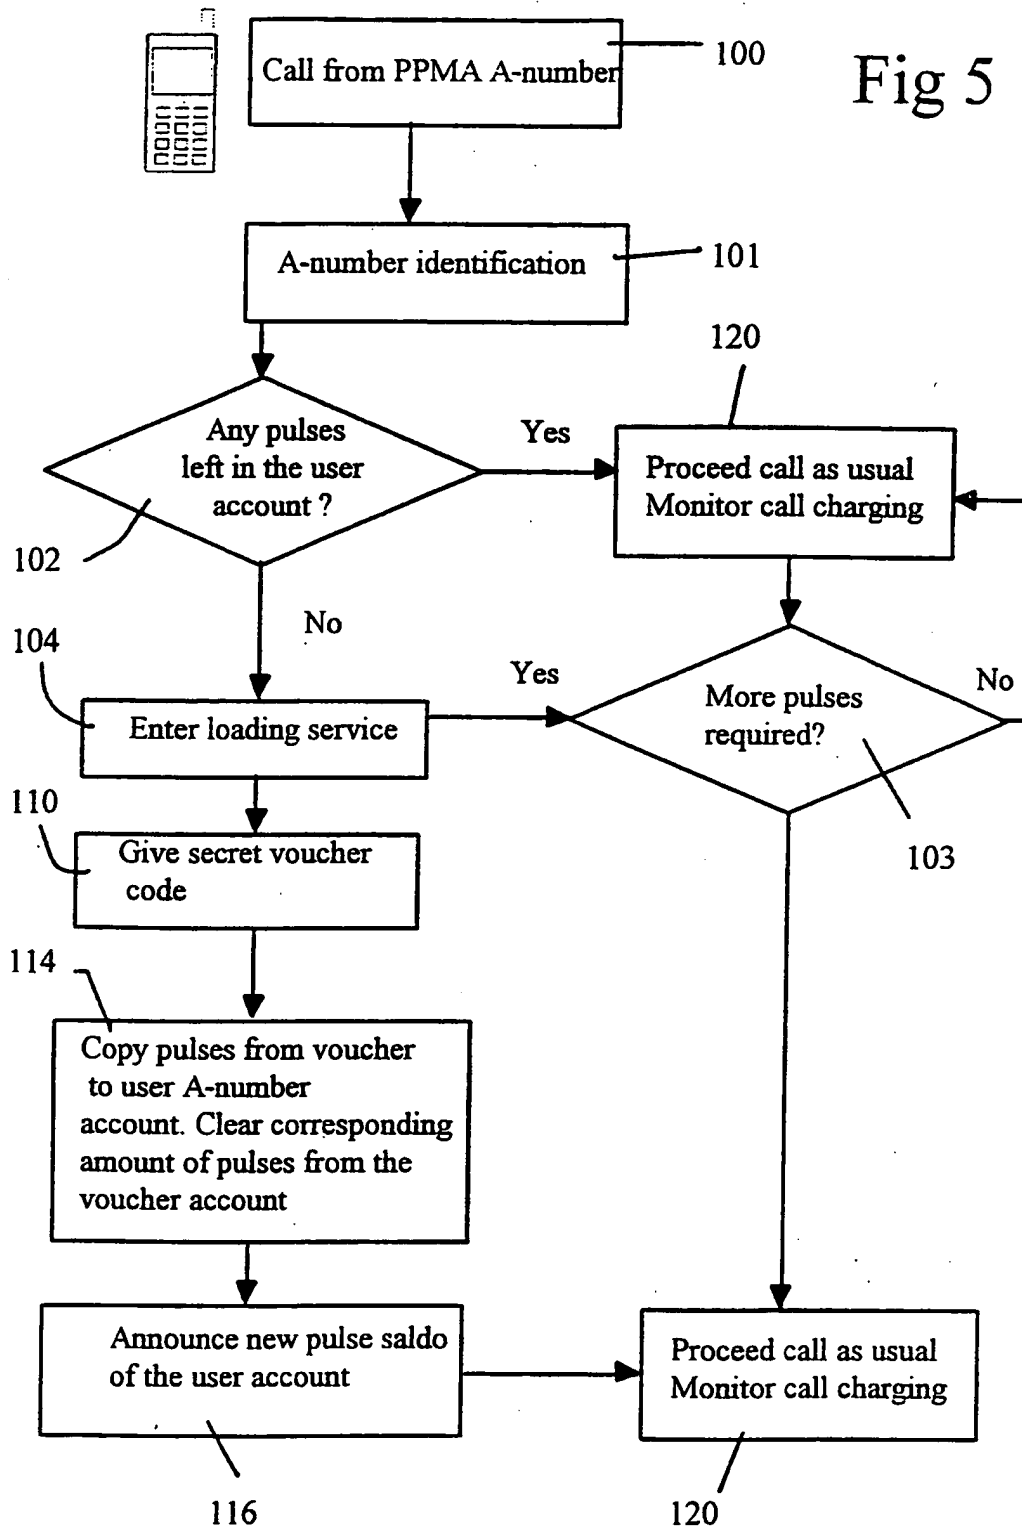 Fig 5
Call from PPMA A-number
100
A-number identification
101
120
Any pulses
left in the user
account ?
Yes
Proceed call as usual
Monitor call charging
102
No
104
Yes
More pulses
required?
No
Enter loading service
110
103
Give secret voucher
code
114
Copy pulses from voucher
to user A-number
account. Clear corresponding
amount of pulses from the
voucher account
Announce new pulse saldo
of the user account
Proceed call as usual
Monitor call charging
116
120